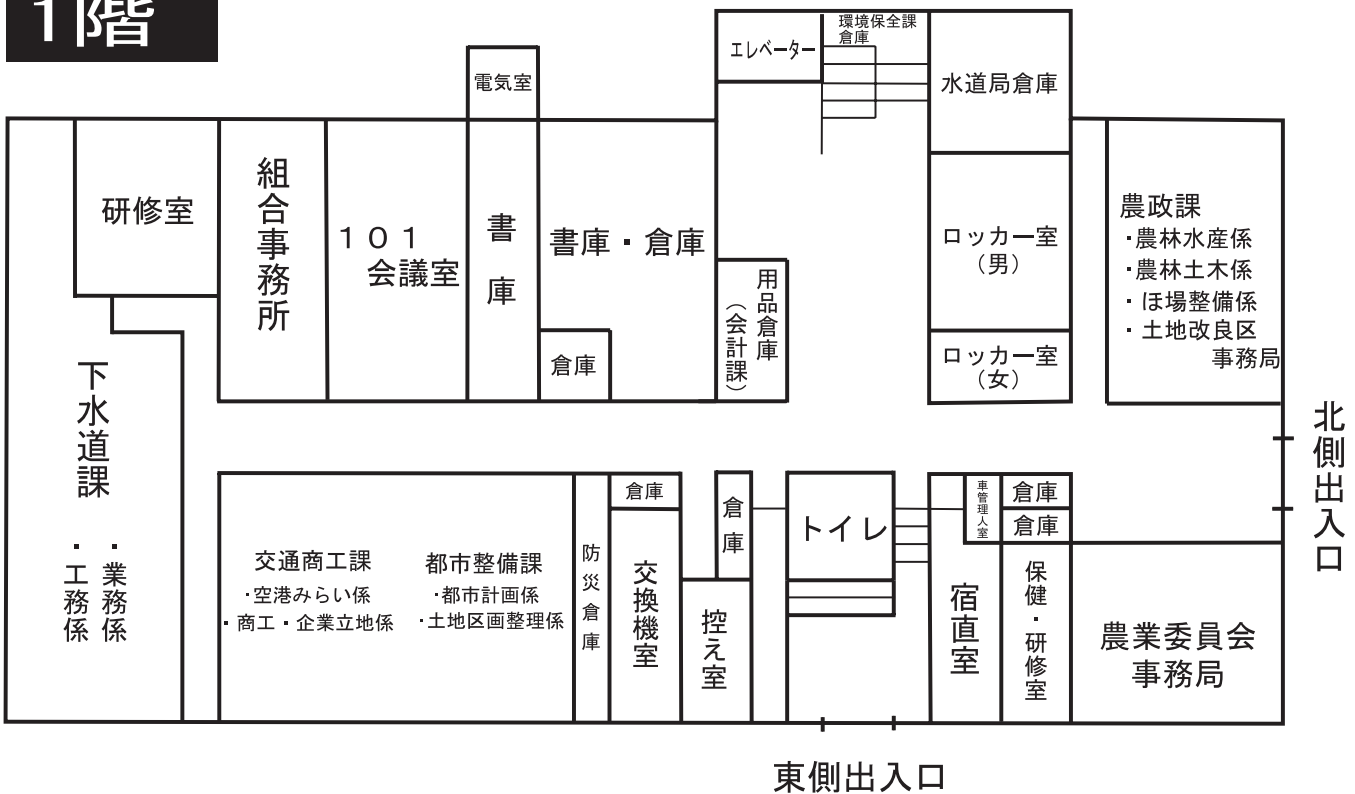 1階
エレベーター
環境保全課
倉庫
水道局倉庫
電気室
研修室
組合事務所
101
会議室
書庫
書庫・倉庫
倉庫
用品倉庫
（会計課）
ロッカー室
（男）
ロッカー室
（女）
農政課
・農林水産係
・農林土木係
・ほ場整備係
・土地改良区
事務局
北側出入口
下水道課
・業務係
・工務係
交通商工課
・空港みらい係
・商工・企業立地係
都市整備課
・都市計画係
・土地区画整理係
防災倉庫
倉庫
交換機室
倉庫
控え室
トイレ
車管理人室
倉庫
倉庫
宿直室
保健・研修室
農業委員会
事務局
東側出入口